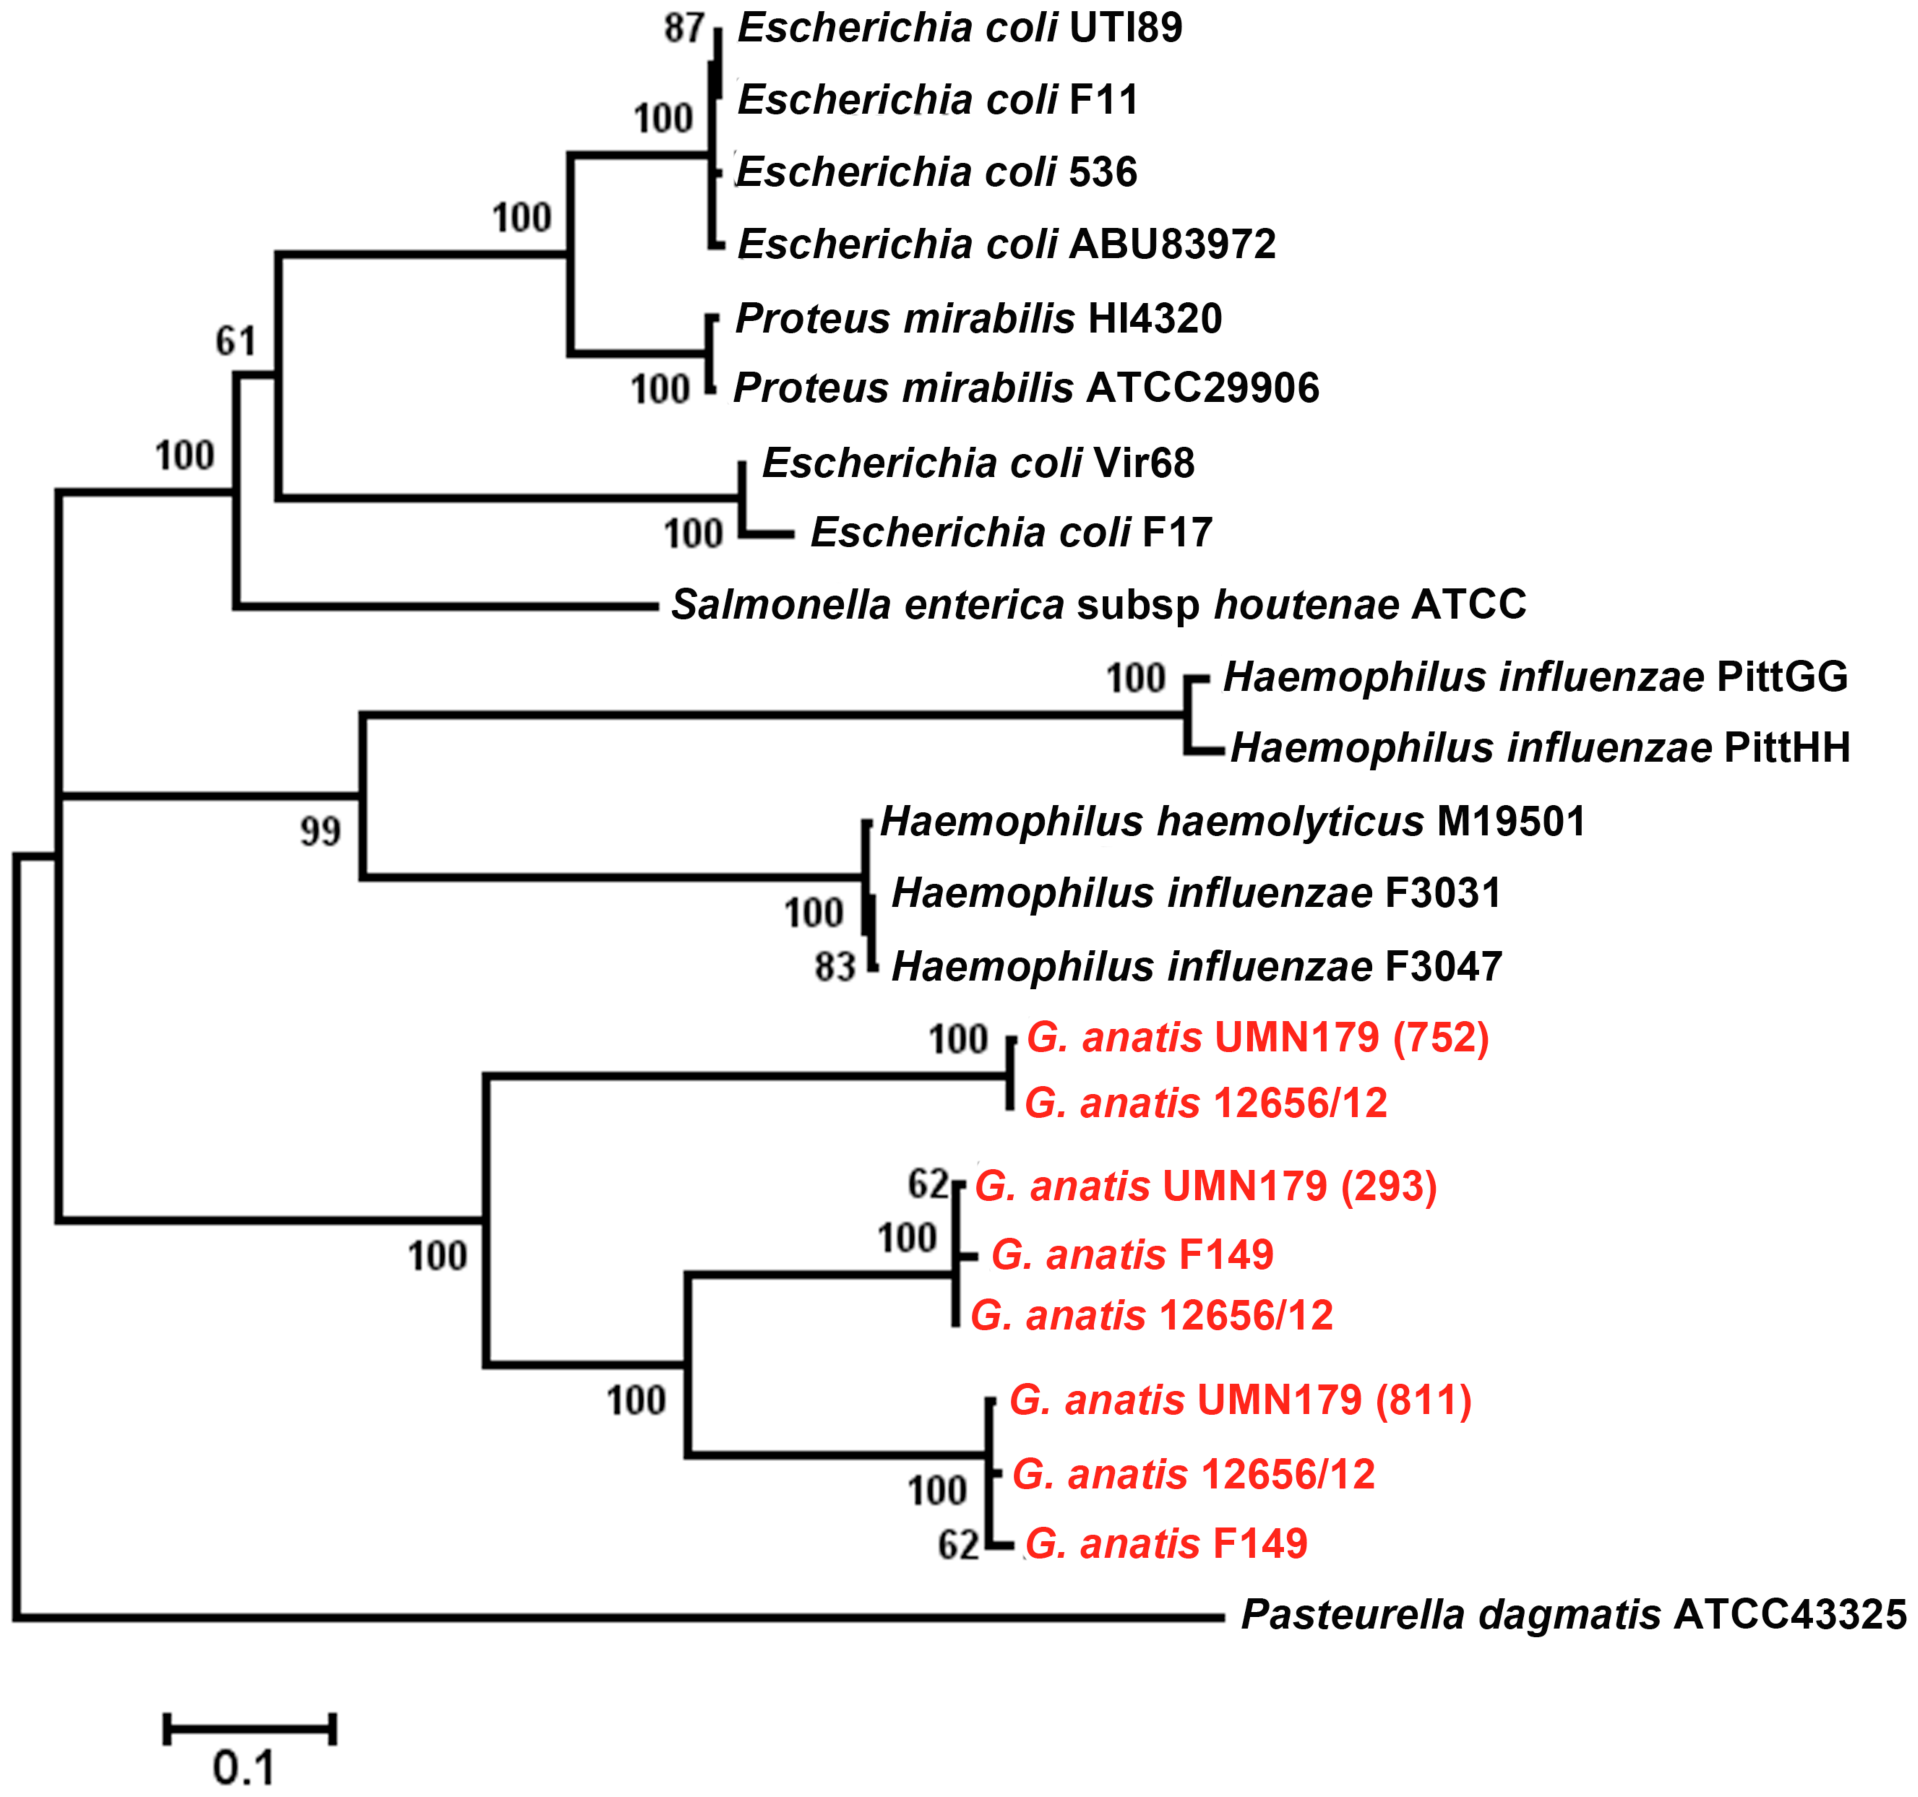 87 Escherichia coli UTI89
Escherichia coli F11
100
Escherichia coli 536
100
Escherichia coli ABU83972
Proteus mirabilis HI4320
61
100 Proteus mirabilis ATCC29906
100
Escherichia coli Vir68
100 Escherichia coli F17
Salmonella enterica subsp houtenae ATCC
100 Haemophilus influenzae PittGG
Haemophilus influenzae PittHH
99
Haemophilus haemolyticus M19501
Haemophilus influenzae F3031
100
83 Haemophilus influenzae F3047
100 G. anatis UMN179 (752)
G. anatis 12656/12
62 G. anatis UMN179 (293)
100
G. anatis F149
100
G. anatis 12656/12
100
G. anatis UMN179 (811)
G. anatis 12656/12
100
62 G. anatis F149
Pasteurella dagmatis ATCC43325
0.1